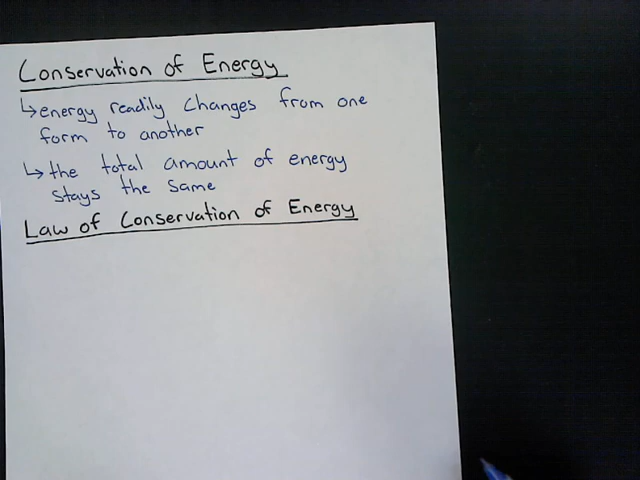 Conservation of Energy
↳ energy readily changes from one
form to another
↳ the total amount of energy
stays the same
Law of Conservation of Energy